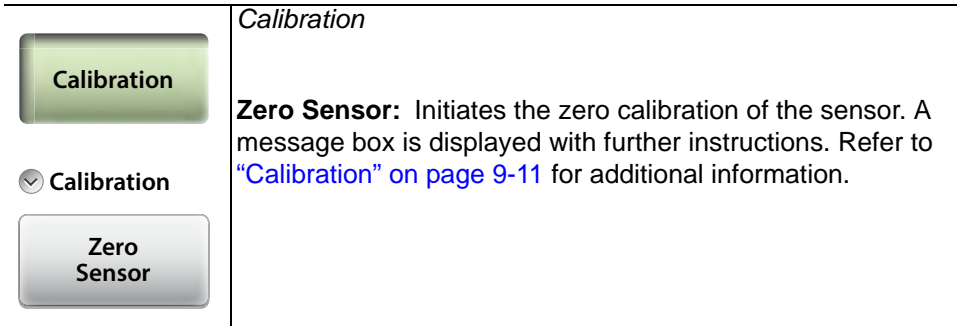 Calibration
Calibration
Zero
Sensor
Calibration
Zero Sensor: Initiates the zero calibration of the sensor. A
message box is displayed with further instructions. Refer to
“Calibration” on page 9-11 for additional information.